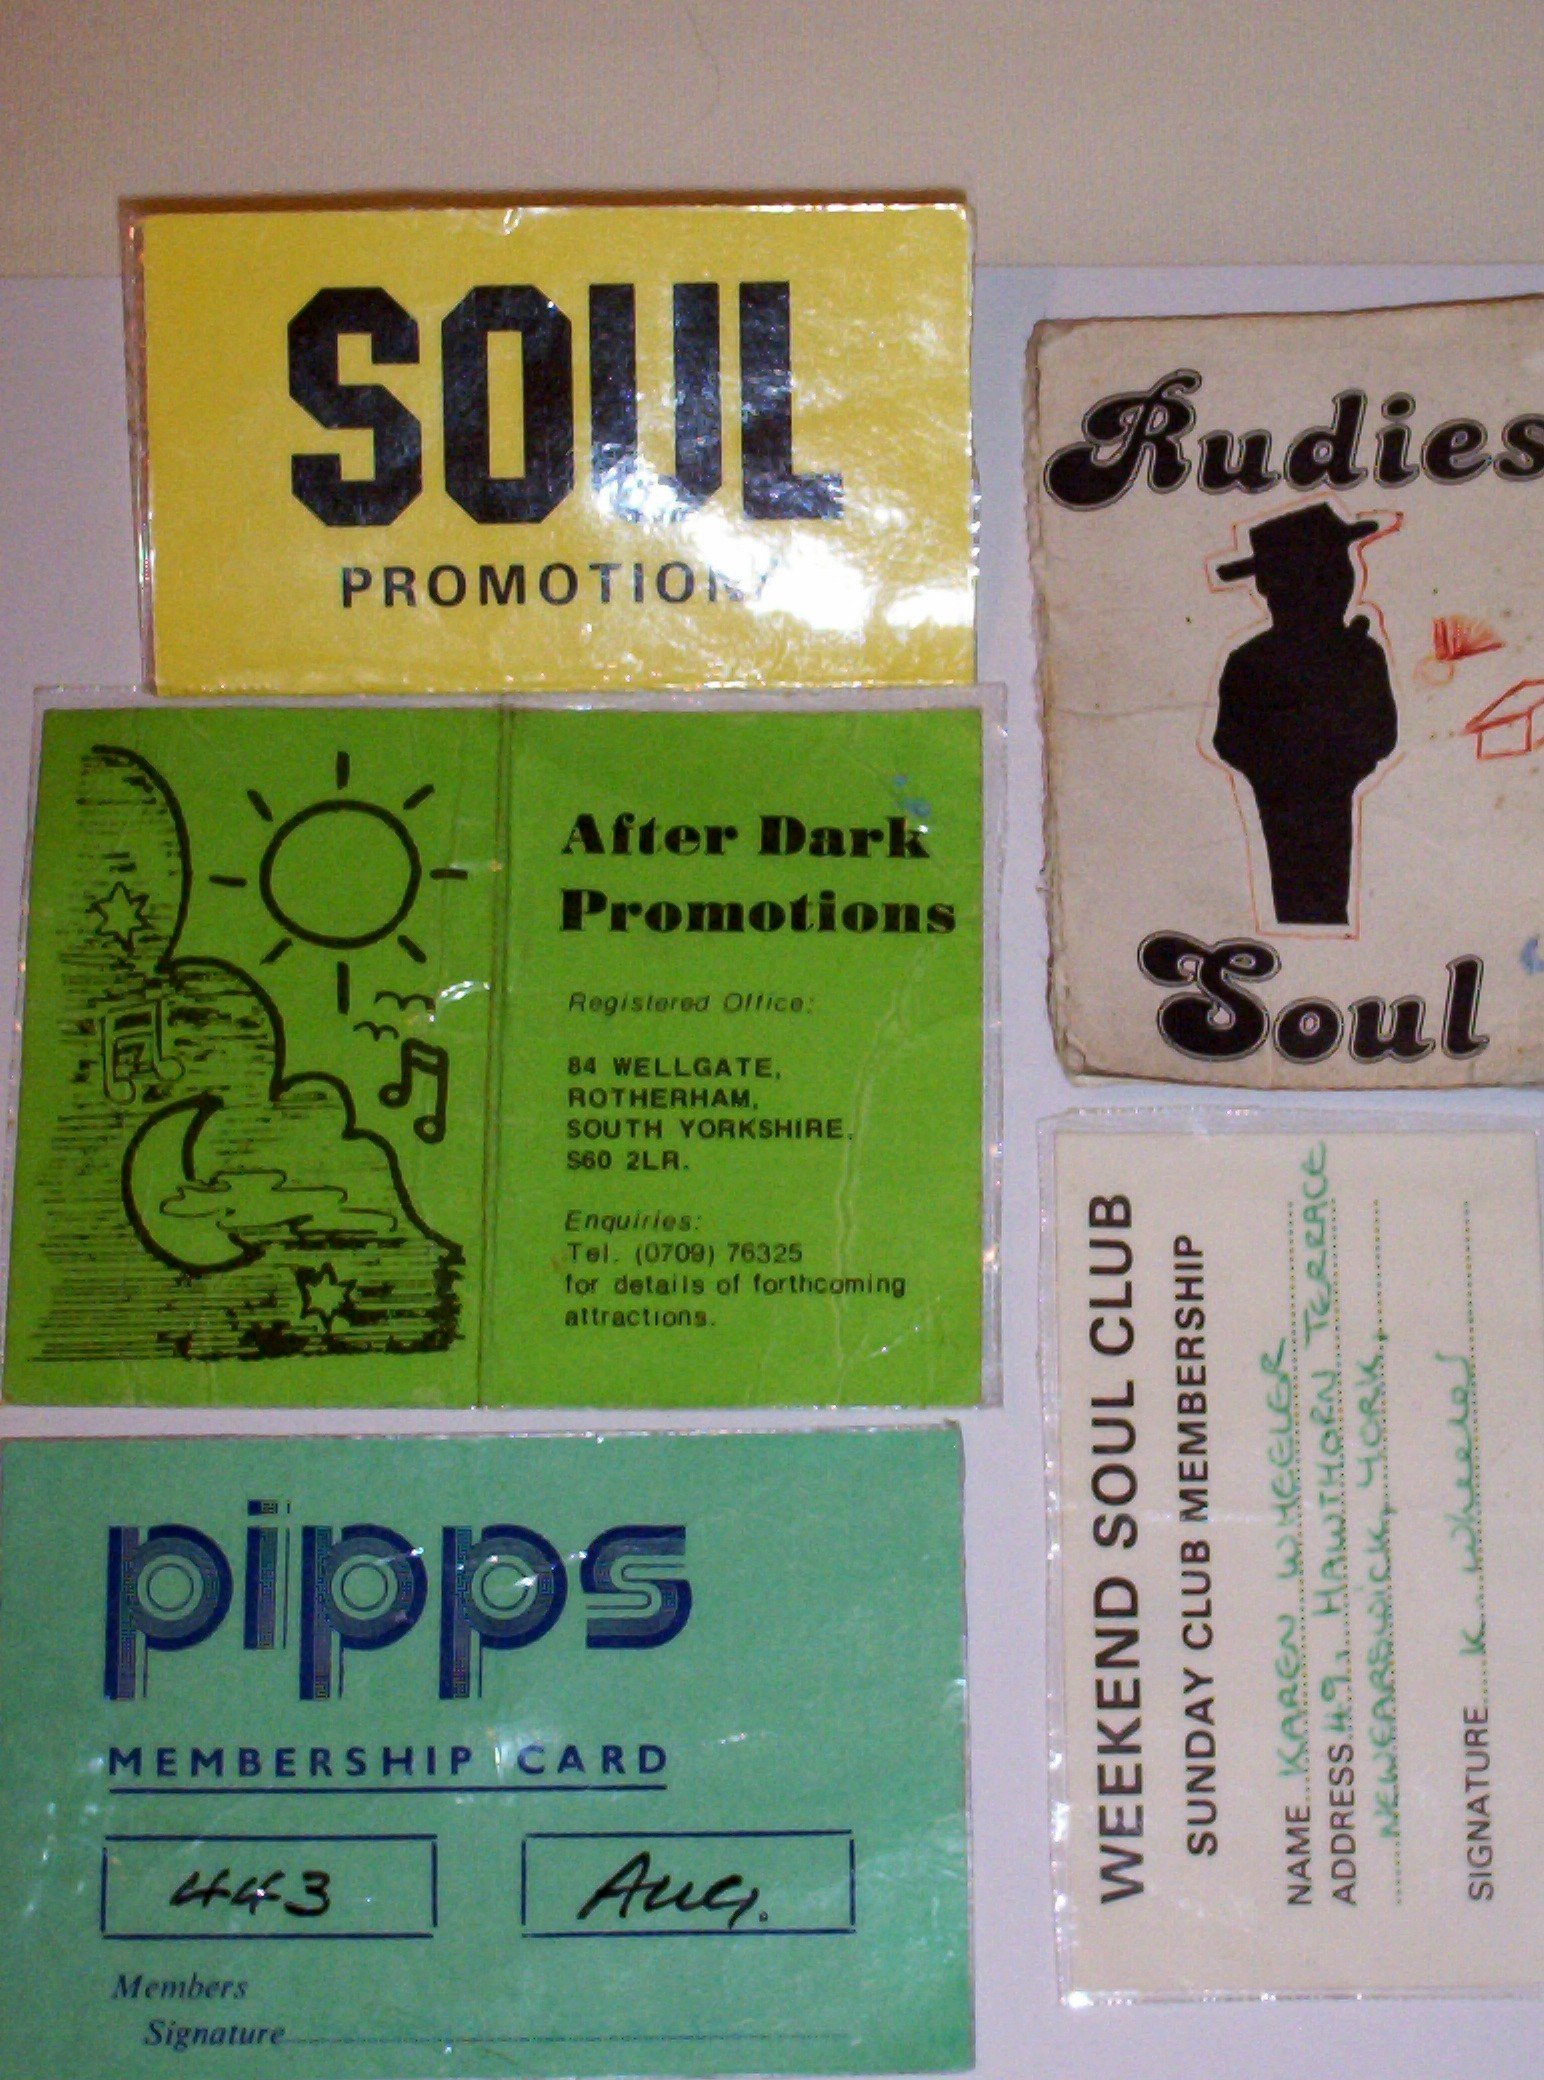 SOUL
PROMOTION
After Dark
Promotions
Registered Office:
84 WELLGATE,
ROTHERHAM,
SOUTH YORKSHIRE,
S60 2LR.
Enquiries:
Tel. (0709) 76325
for details of forthcoming
attractions.
pipps
MEMBERSHIP CARD
443
Aug.
Members
Signature
Rudies
Soul
WEEKEND SOUL CLUB
SUNDAY CLUB MEMBERSHIP
NAME KAREN WHEELER
ADDRESS 49, HAWTHORN TERRACE
NEWEARSWICK, YORK,
SIGNATURE K Wheeler